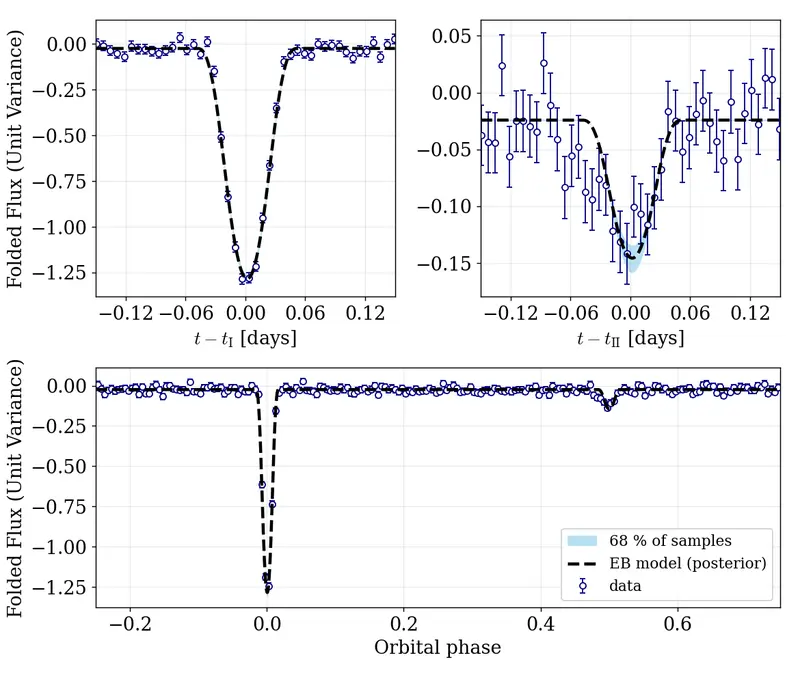 Folded Flux (Unit Variance)
0.00
−0.25
−0.50
−0.75
−1.00
−1.25
−0.12 −0.06 0.00 0.06 0.12
t − tI [days]
0.05
0.00
−0.05
−0.10
−0.15
−0.12 −0.06 0.00 0.06 0.12
t − tII [days]
Folded Flux (Unit Variance)
0.00
−0.25
−0.50
−0.75
−1.00
−1.25
68 % of samples
EB model (posterior)
data
−0.2 0.0 0.2 0.4 0.6
Orbital phase